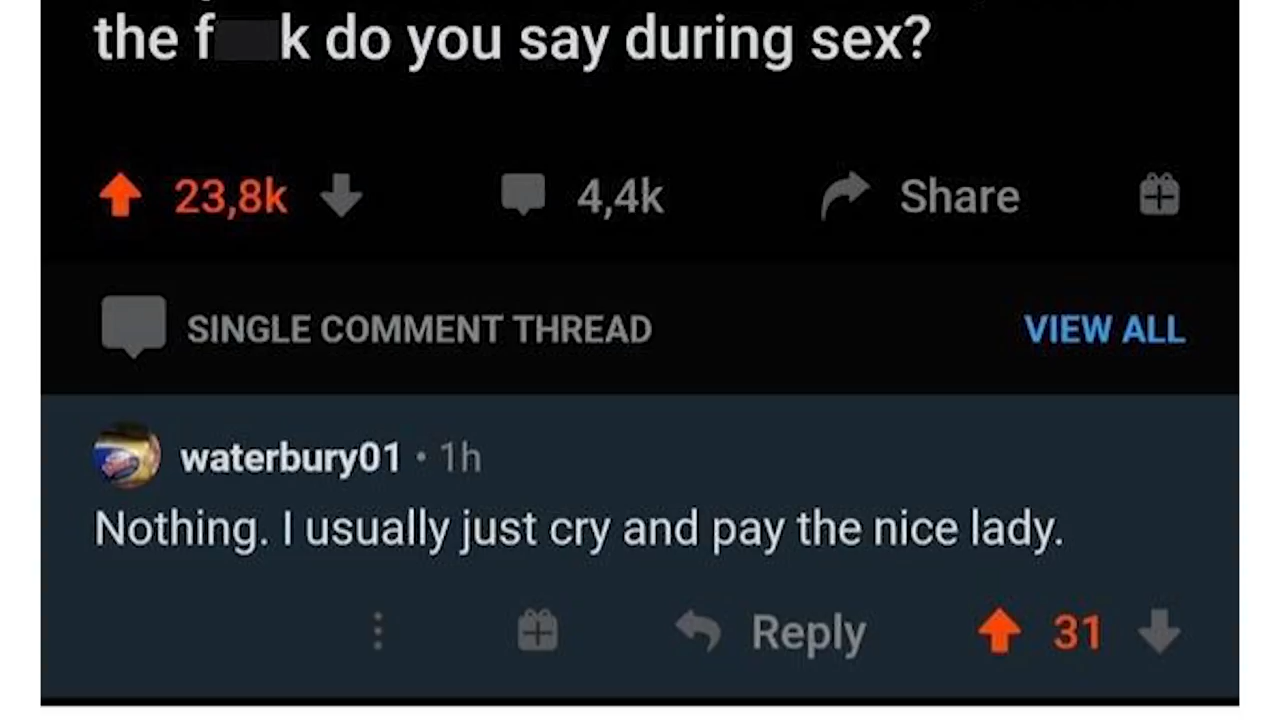 the f k do you say during sex?
23,8k 4,4k Share
SINGLE COMMENT THREAD VIEW ALL
waterbury01 • 1h
Nothing. I usually just cry and pay the nice lady.
Reply 31